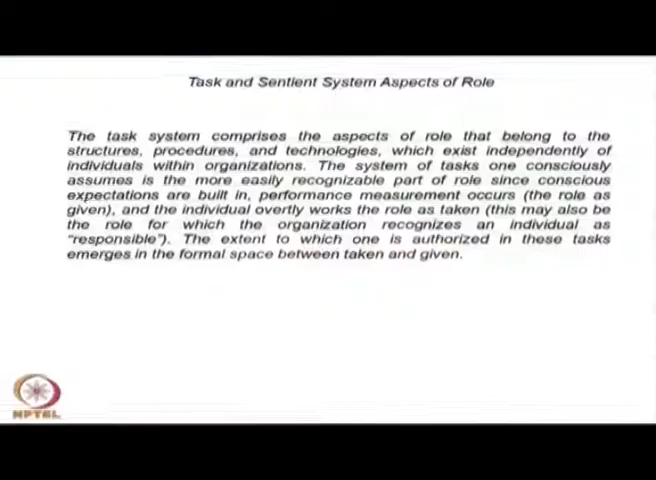 Task and Sentient System Aspects of Role
The task system comprises the aspects of role that belong to the
structures, procedures, and technologies, which exist independently of
individuals within organizations. The system of tasks one consciously
assumes is the more easily recognizable part of role since conscious
expectations are built in, performance measurement occurs (the role as
given), and the individual overtly works the role as taken (this may also be
the role for which the organization recognizes an individual as
"responsible"). The extent to which one is authorized in these tasks
emerges in the formal space between taken and given.
NPTEL